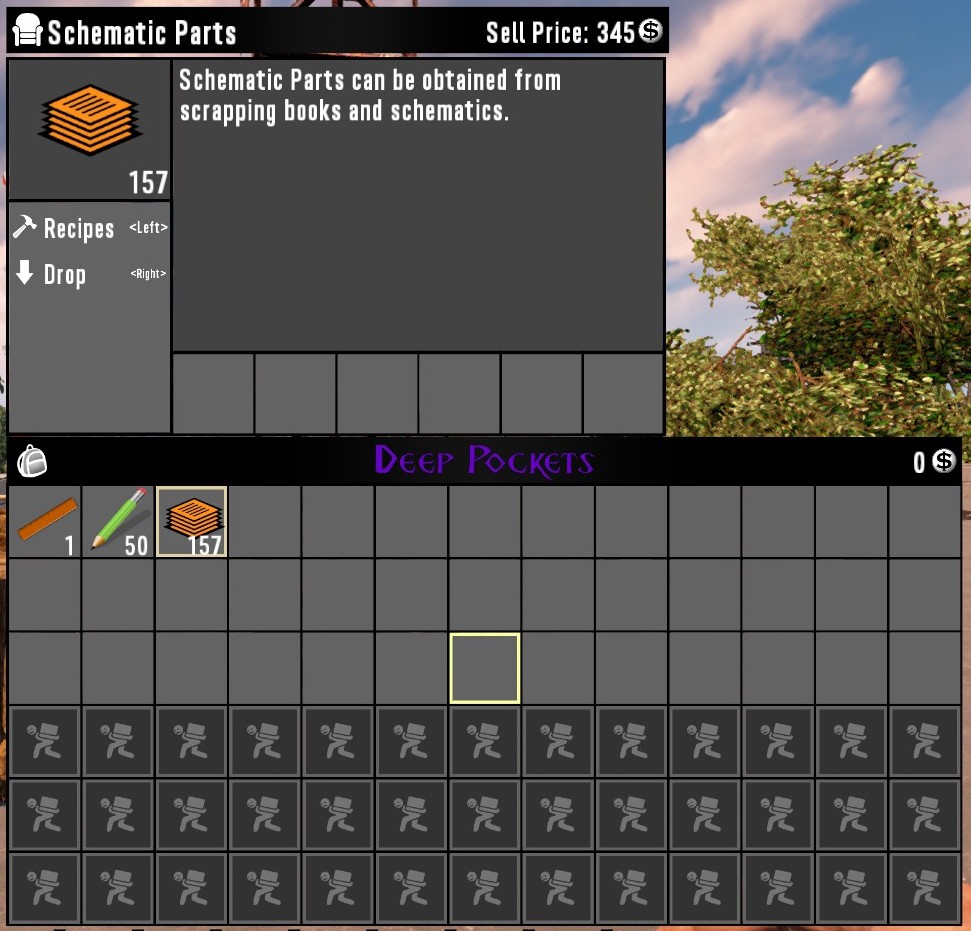 Schematic Parts
Sell Price: 345
Schematic Parts can be obtained from
scrapping books and schematics.
157
Recipes <Left>
Drop <Right>
Deep Pockets
0
1
50
157